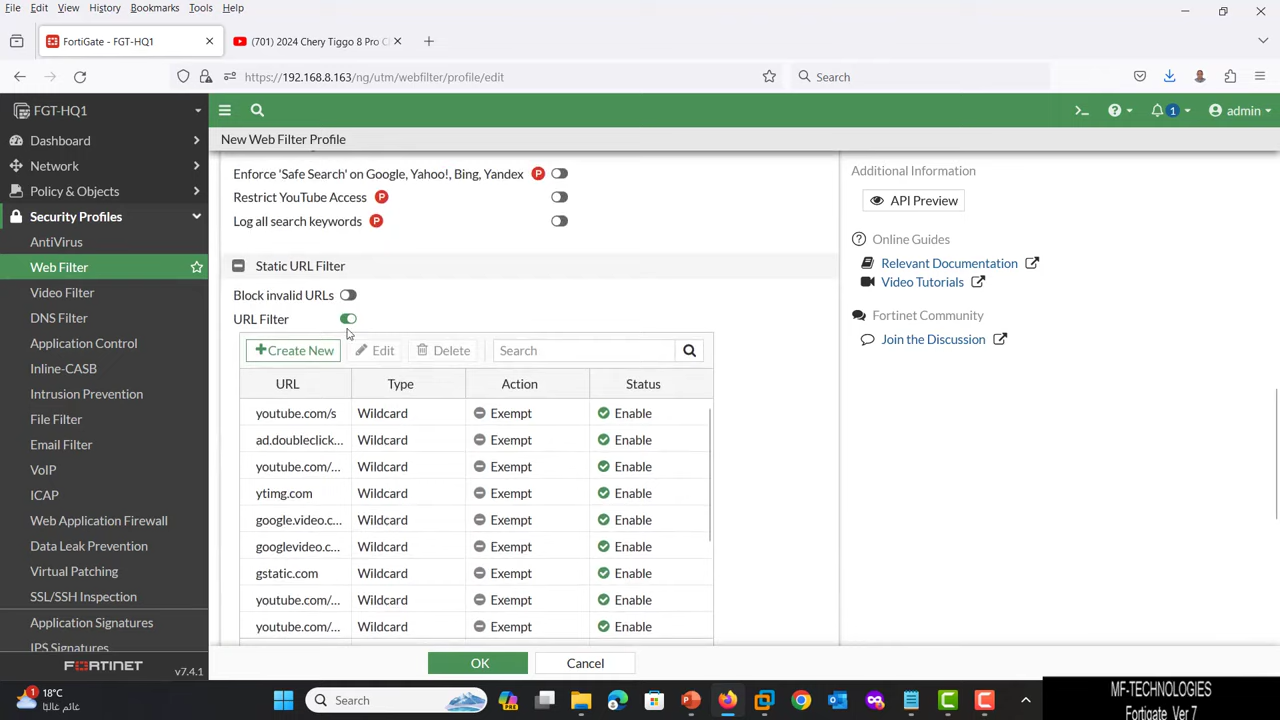 File Edit View History Bookmarks Tools Help
FortiGate - FGT-HQ1
(701) 2024 Chery Tiggo 8 Pro C
https://192.168.8.163/ng/utm/webfilter/profile/edit
Search
FGT-HQ1
1
admin
Dashboard
Network
Policy & Objects
Security Profiles
AntiVirus
Web Filter
Video Filter
DNS Filter
Application Control
Inline-CASB
Intrusion Prevention
File Filter
Email Filter
VoIP
ICAP
Web Application Firewall
Data Leak Prevention
Virtual Patching
SSL/SSH Inspection
Application Signatures
IPS Signatures
FORTINET v7.4.1
New Web Filter Profile
Enforce 'Safe Search' on Google, Yahoo!, Bing, Yandex P
Restrict YouTube Access P
Log all search keywords P
Static URL Filter
Block invalid URLs
URL Filter
+Create New Edit Delete Search
URL Type Action Status
youtube.com/s Wildcard Exempt Enable
ad.doubleclick... Wildcard Exempt Enable
youtube.com/... Wildcard Exempt Enable
ytimg.com Wildcard Exempt Enable
google.video.c... Wildcard Exempt Enable
googlevideo.c... Wildcard Exempt Enable
gstatic.com Wildcard Exempt Enable
youtube.com/... Wildcard Exempt Enable
youtube.com/... Wildcard Exempt Enable
OK Cancel
Additional Information
API Preview
Online Guides
Relevant Documentation
Video Tutorials
Fortinet Community
Join the Discussion
1
18°C
غائم غالبًا
Search
MF-TECHNOLOGIES
Fortigate Ver 7